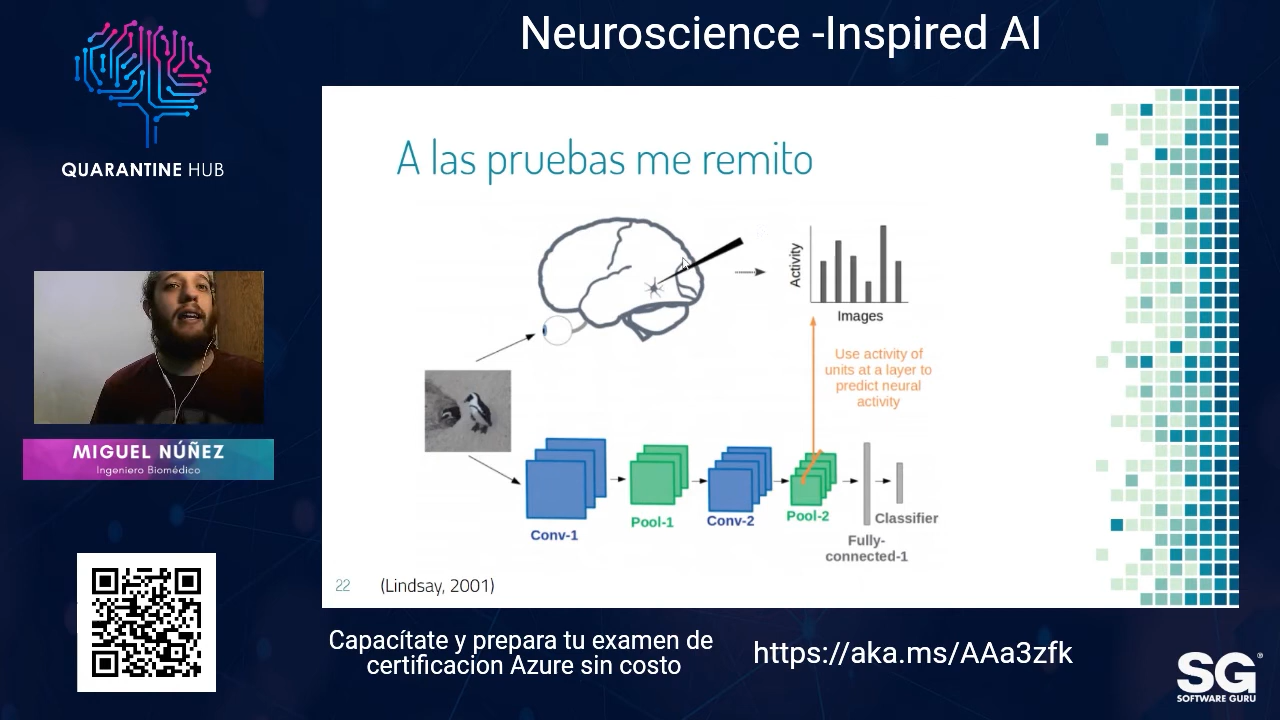 Neuroscience -Inspired AI
QUARANTINE HUB
A las pruebas me remito
Activity
Images
Use activity of
units at a layer to
predict neural
activity
Conv-1
Pool-1
Conv-2
Pool-2
Classifier
Fully-
connected-1
22
(Lindsay, 2001)
MIGUEL NÚÑEZ
Ingeniero Biomédico
Capacítate y prepara tu examen de
certificacion Azure sin costo
https://aka.ms/AAa3zfk
SG
SOFTWARE GURU